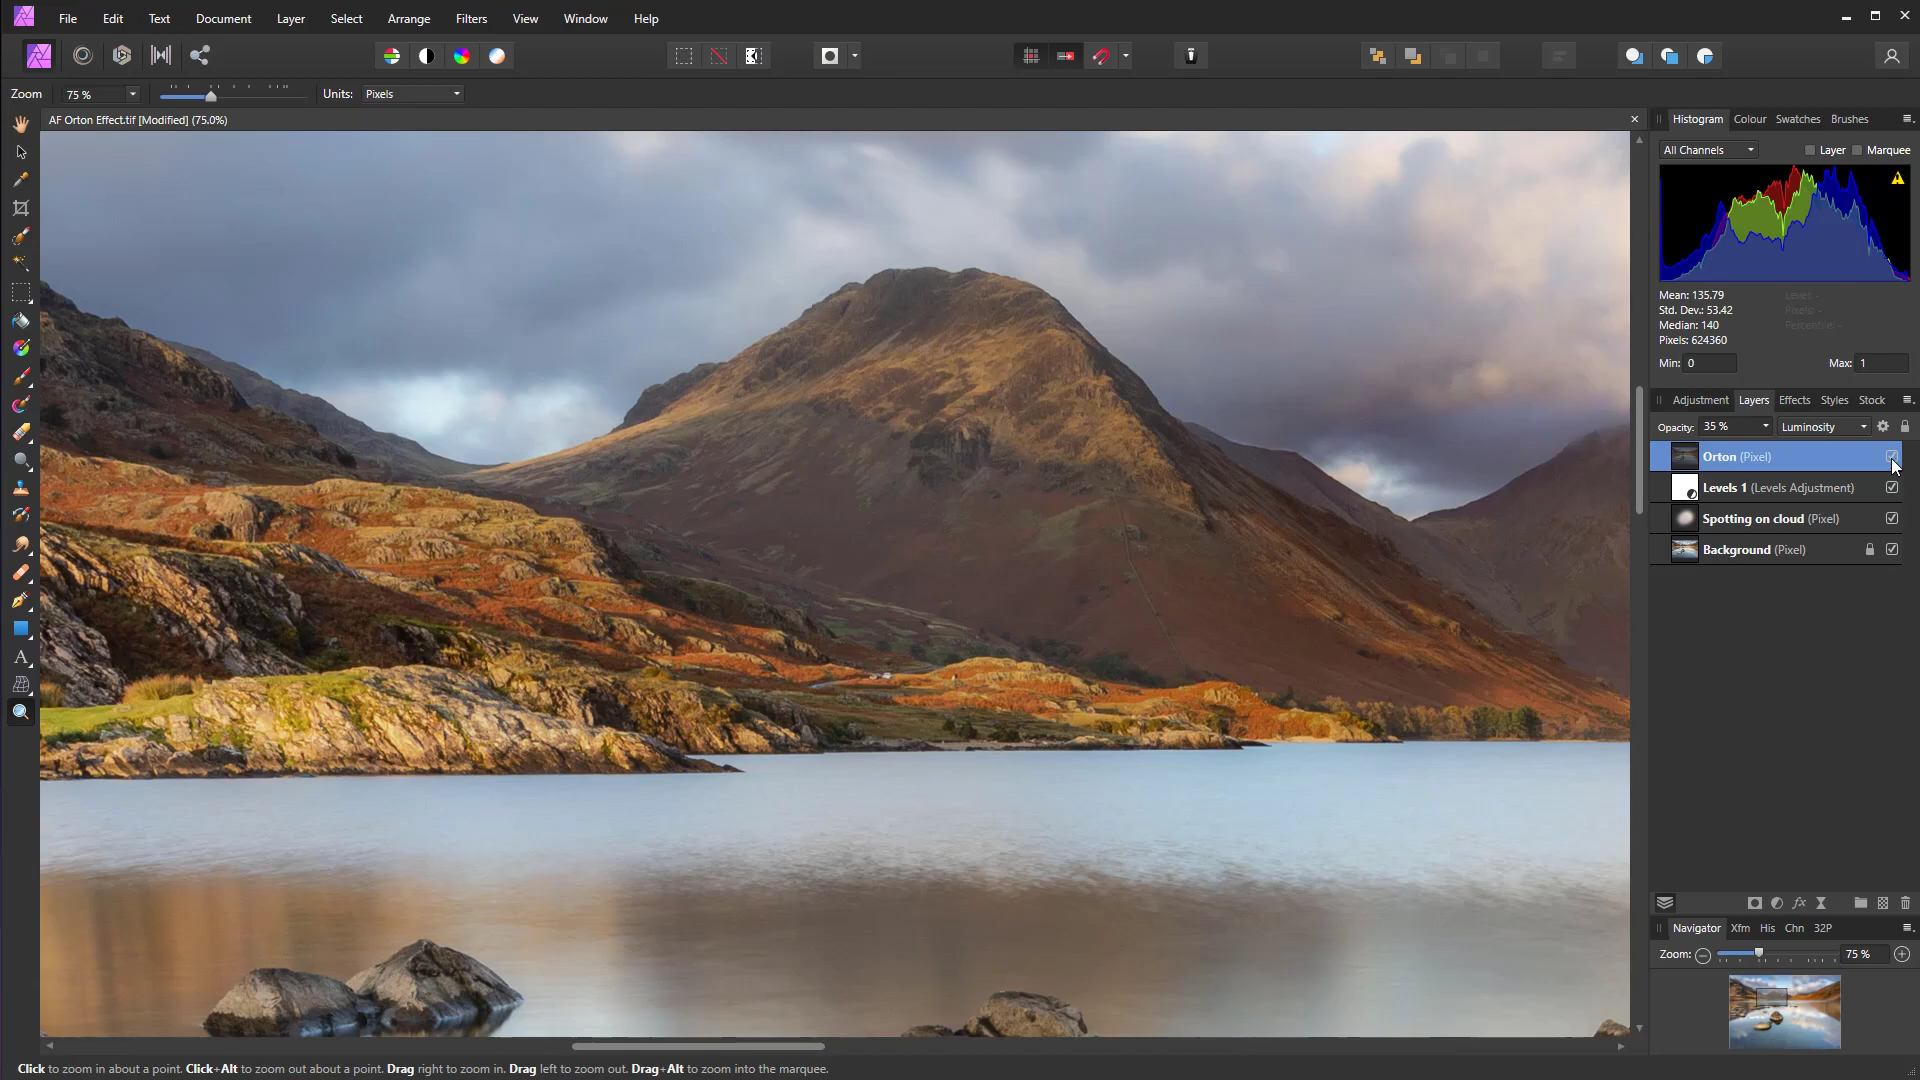 File Edit Text Document Layer Select Arrange Filters View Window Help
Zoom 75 % Units: Pixels
AF Orton Effect.tif [Modified] (75.0%)
Histogram Colour Swatches Brushes
All Channels Layer Marquee
Mean: 135.79 Levels: -
Std. Dev.: 53.42 Pixels: -
Median: 140 Percentile: -
Pixels: 624360
Min: 0 Max: 1
Adjustment Layers Effects Styles Stock
Opacity: 35 % Luminosity
Orton (Pixel)
Levels 1 (Levels Adjustment)
Spotting on cloud (Pixel)
Background (Pixel)
fx
Navigator Xfm His Chn 32P
Zoom: 75 %
A
Click to zoom in about a point. Click+Alt to zoom out about a point. Drag right to zoom in. Drag left to zoom out. Drag+Alt to zoom into the marquee.